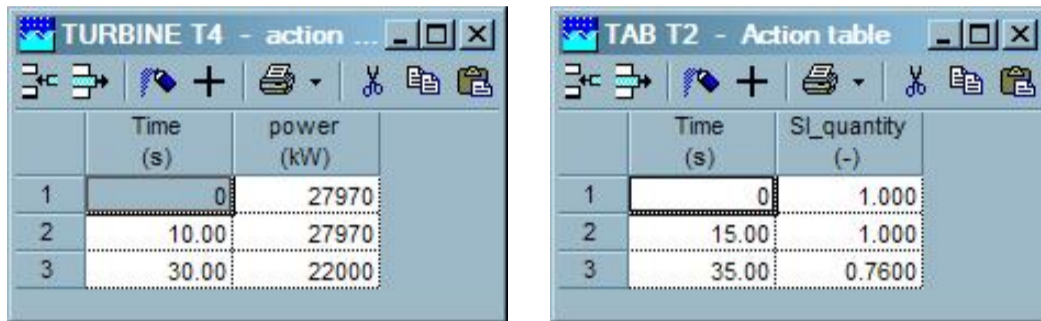 TURBINE T4 - action ...
Time power
(s) (kW)
1 0 27970
2 10.00 27970
3 30.00 22000
TAB T2 - Action table
Time SI_quantity
(s) (-)
1 0 1.000
2 15.00 1.000
3 35.00 0.7600